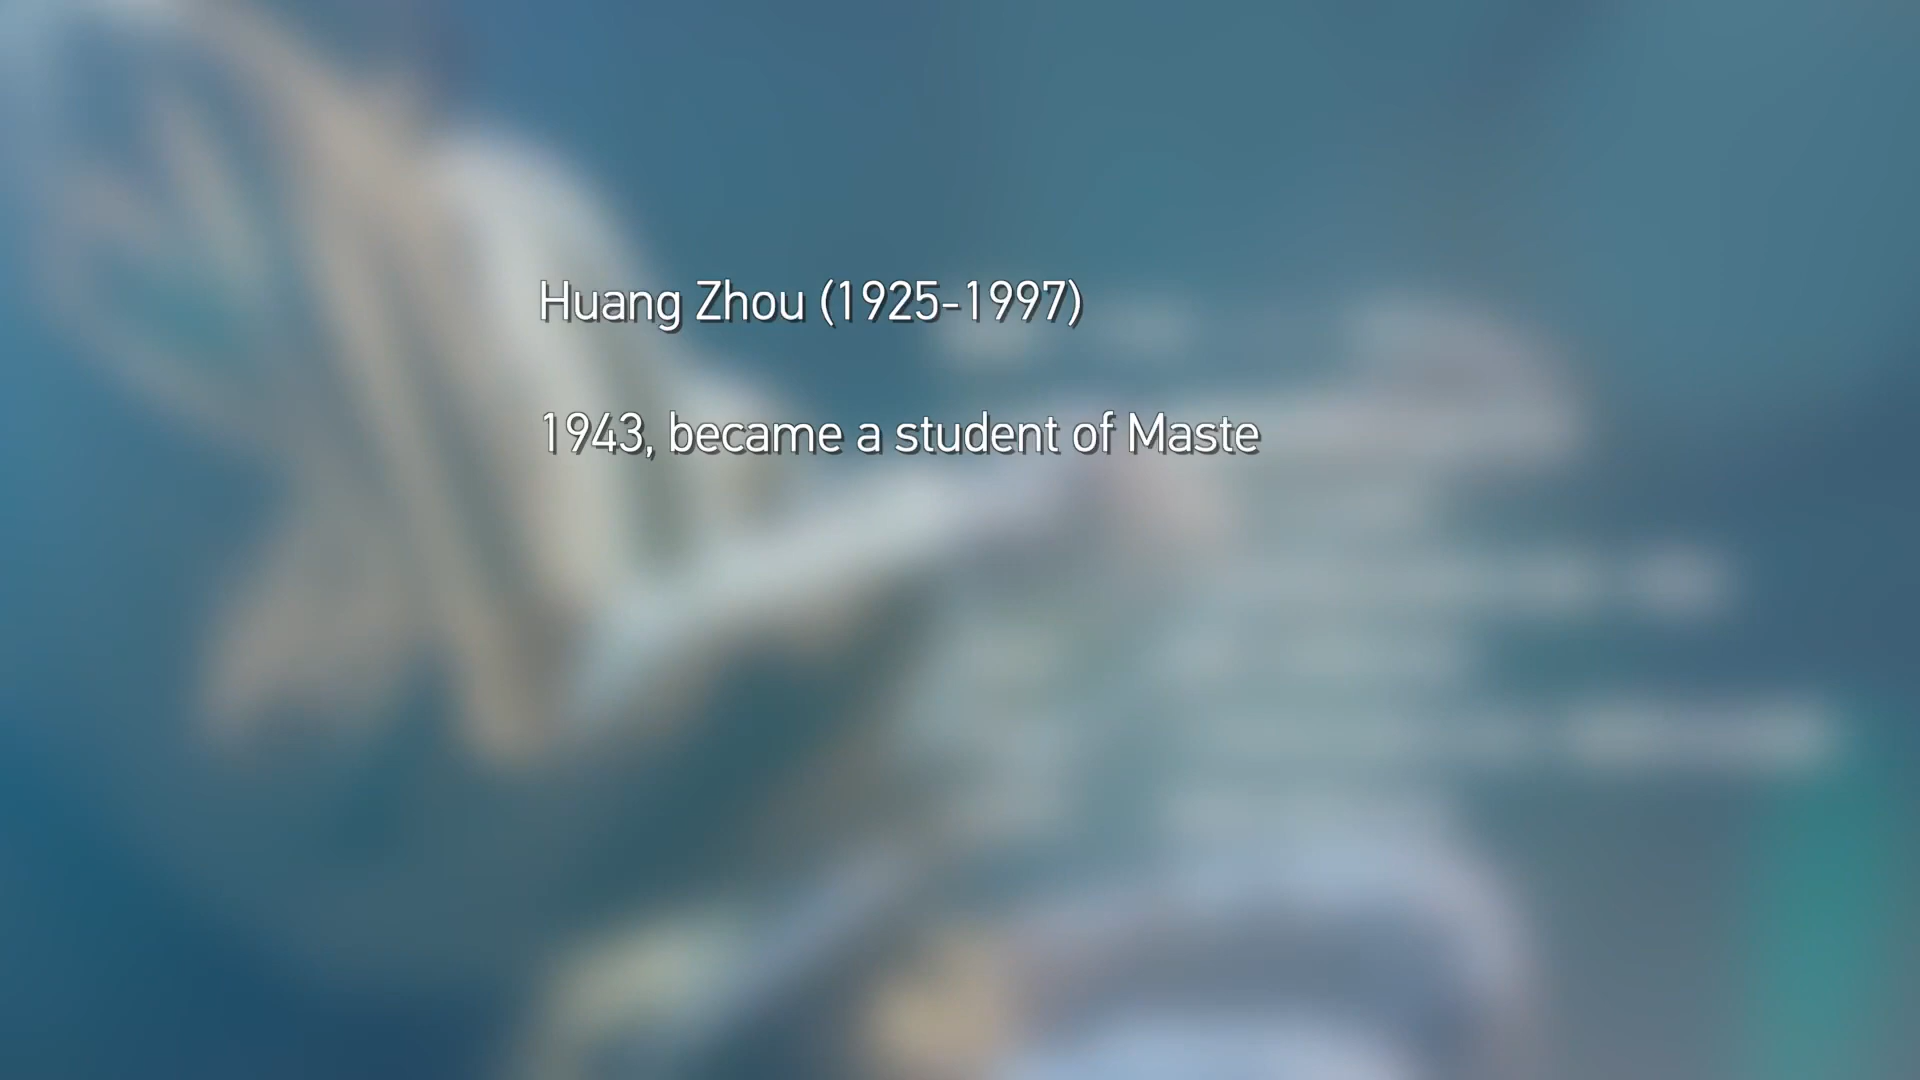 Huang Zhou (1925-1997)
1943, became a student of Maste